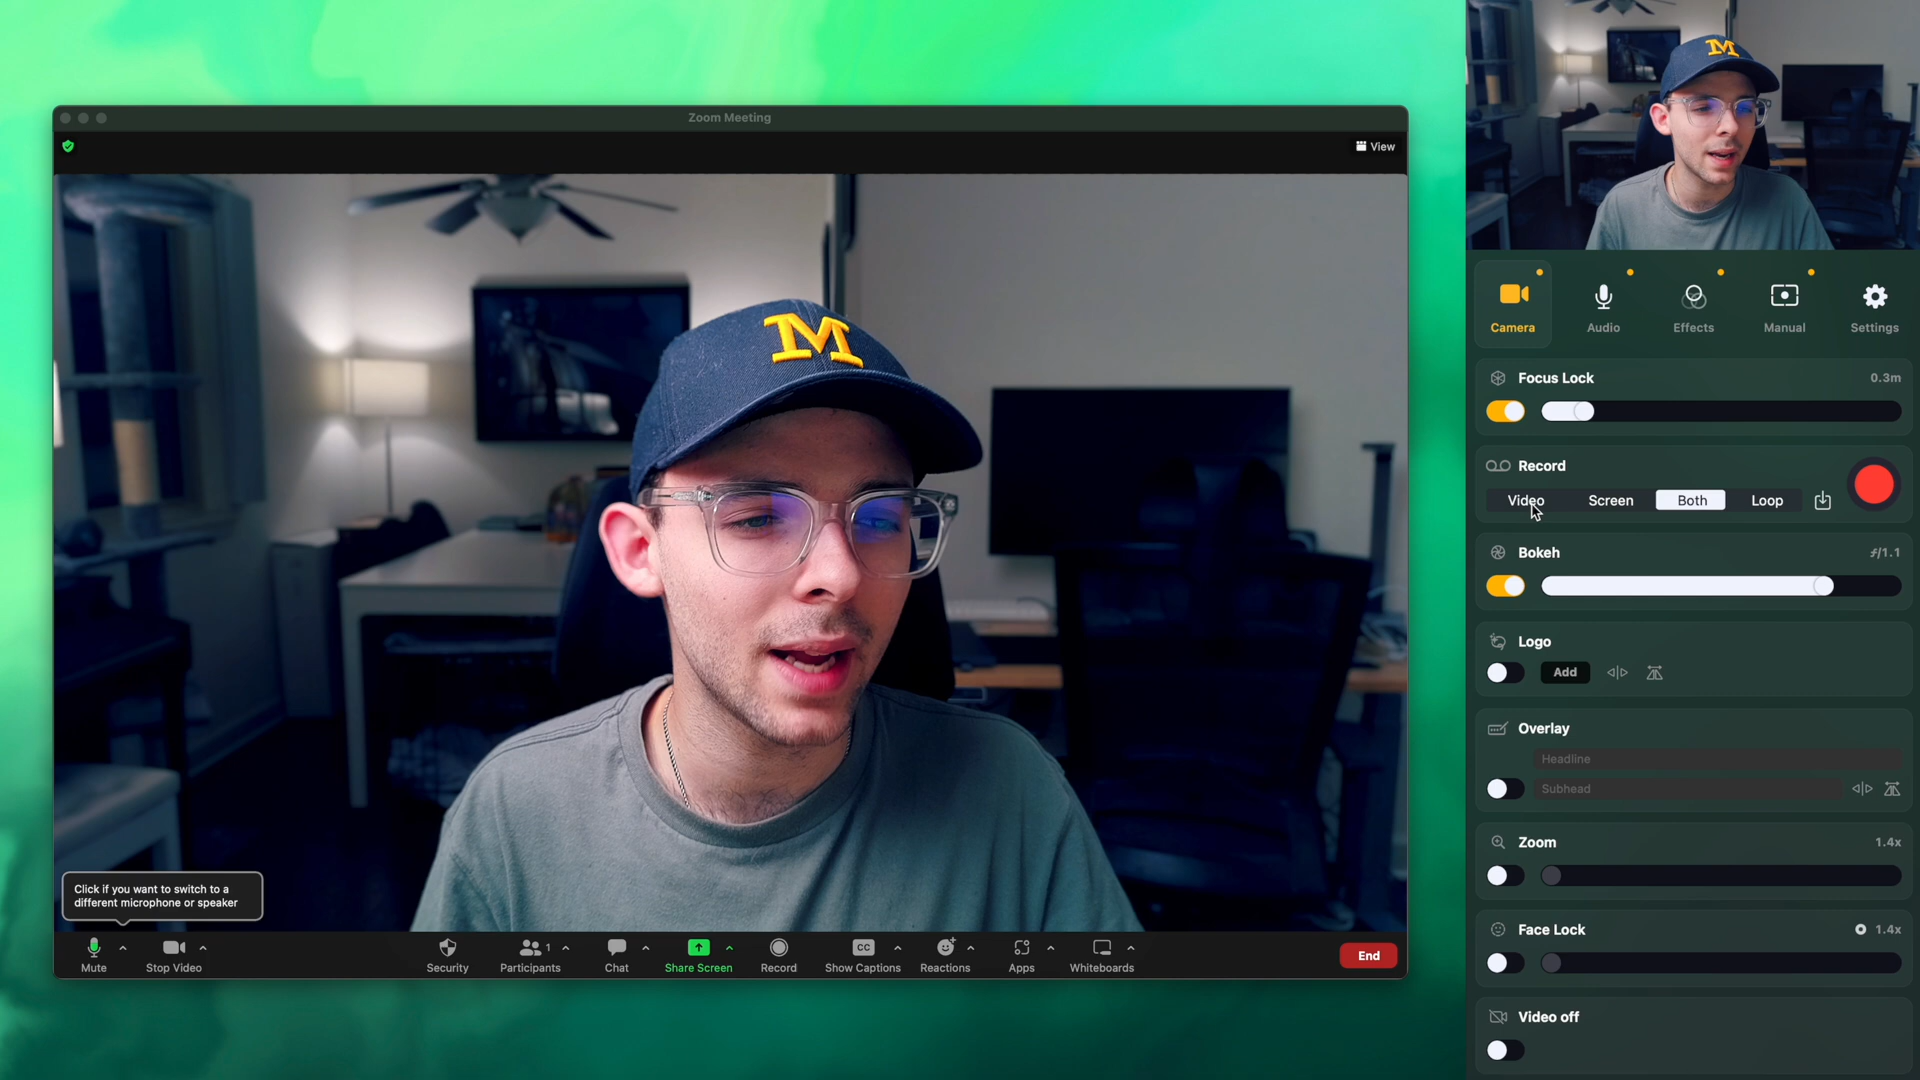 Zoom Meeting
View
M
Click if you want to switch to a
different microphone or speaker
Mute
Stop Video
Security
1
Participants
Chat
Share Screen
Record
CC
Show Captions
Reactions
Apps
Whiteboards
End
M
Camera
Audio
Effects
Manual
Settings
Focus Lock
0.3m
Record
Video
Screen
Both
Loop
Bokeh
ƒ/1.1
Logo
Add
Overlay
Headline
Subhead
Zoom
1.4x
Face Lock
1.4x
Video off